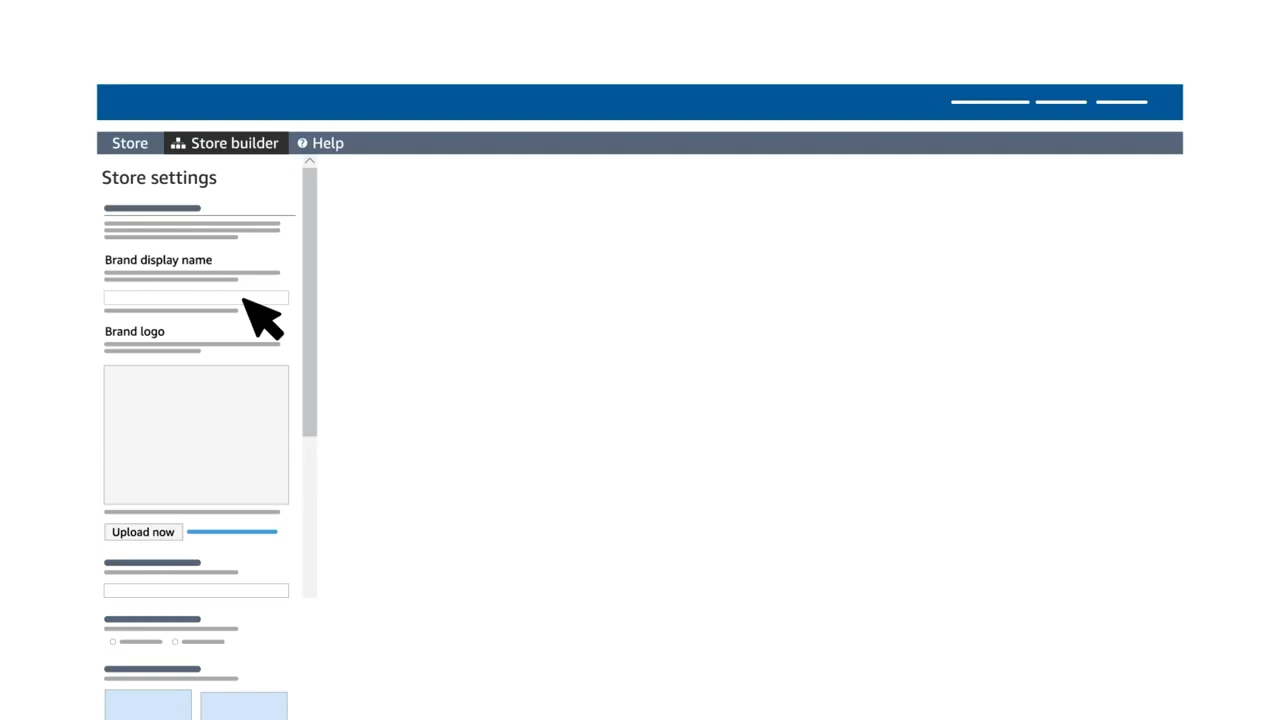 Store Store builder Help
Store settings
Brand display name
Brand logo
Upload now